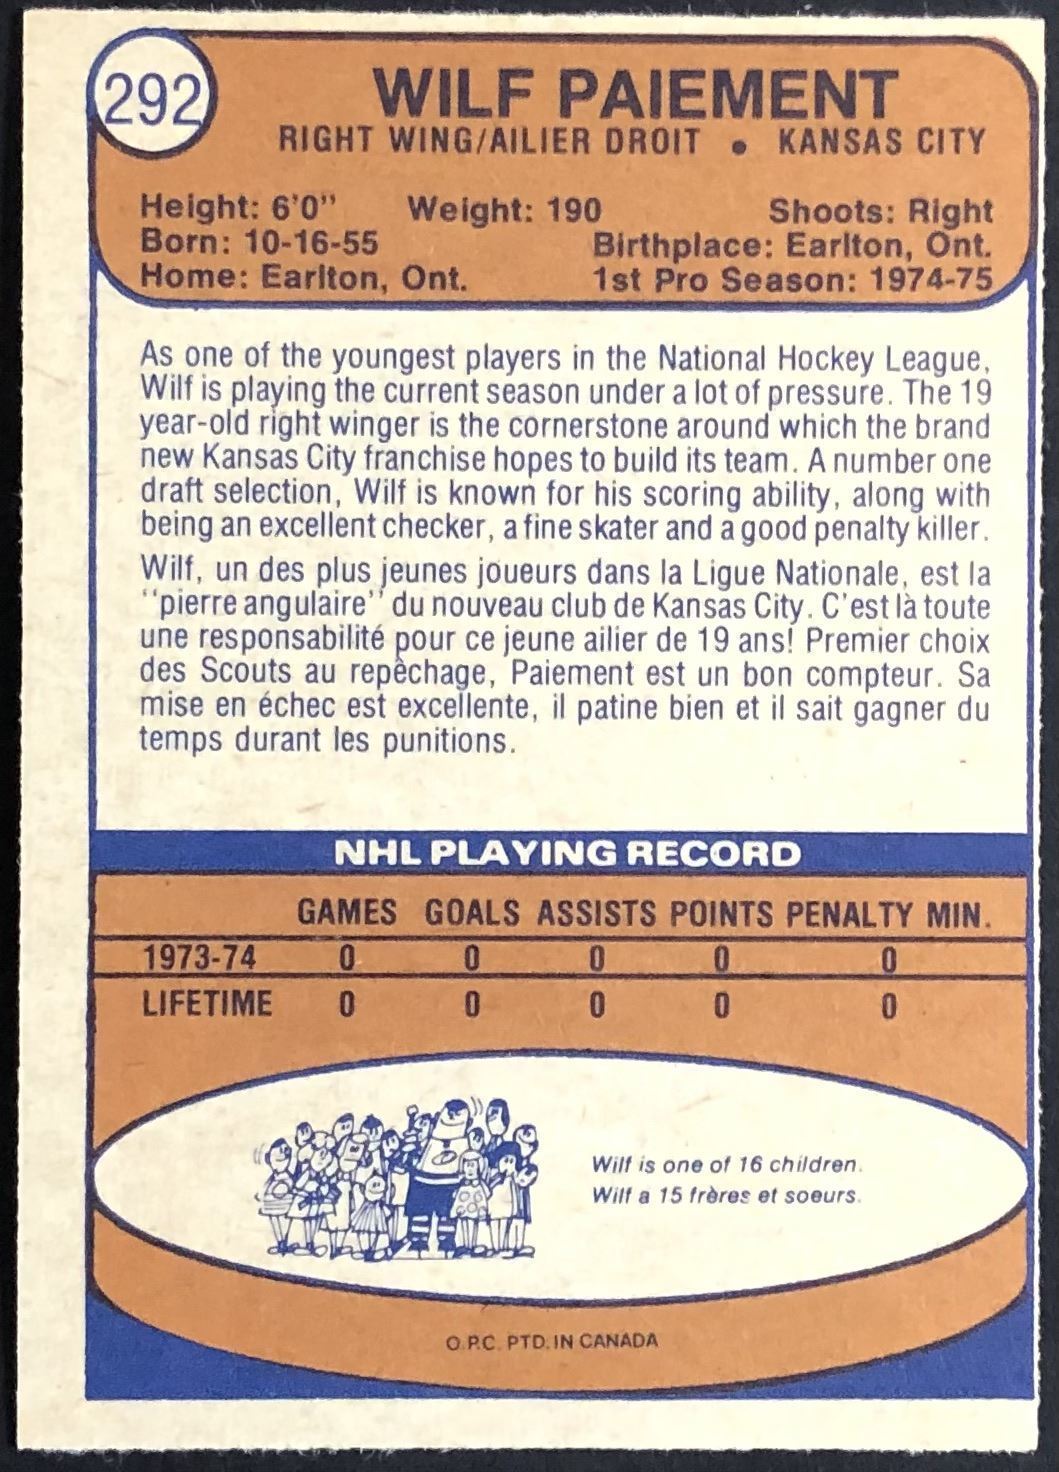 292
WILF PAIEMENT
RIGHT WING/AILIER DROIT • KANSAS CITY
Height: 6'0" Weight: 190 Shoots: Right
Born: 10-16-55 Birthplace: Earlton, Ont.
Home: Earlton, Ont. 1st Pro Season: 1974-75
As one of the youngest players in the National Hockey League,
Wilf is playing the current season under a lot of pressure. The 19
year-old right winger is the cornerstone around which the brand
new Kansas City franchise hopes to build its team. A number one
draft selection, Wilf is known for his scoring ability, along with
being an excellent checker, a fine skater and a good penalty killer.
Wilf, un des plus jeunes joueurs dans la Ligue Nationale, est la
"pierre angulaire" du nouveau club de Kansas City. C'est là toute
une responsabilité pour ce jeune ailier de 19 ans! Premier choix
des Scouts au repêchage, Paiement est un bon compteur. Sa
mise en échec est excellente, il patine bien et il sait gagner du
temps durant les punitions.
NHL PLAYING RECORD
GAMES GOALS ASSISTS POINTS PENALTY MIN.
1973-74 0 0 0 0 0
LIFETIME 0 0 0 0 0
Wilf is one of 16 children.
Wilf a 15 frères et soeurs.
O.P.C. PTD. IN CANADA